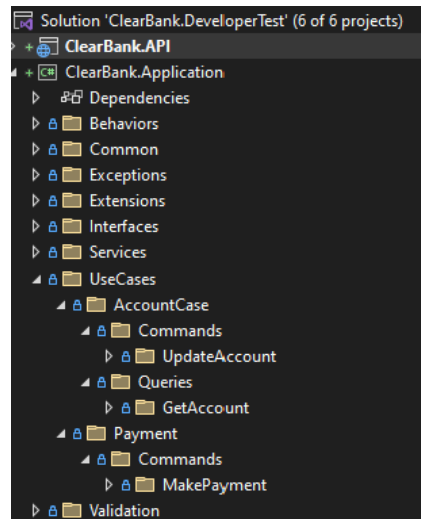 Solution 'ClearBank.DeveloperTest' (6 of 6 projects)
ClearBank.API
C# ClearBank.Application
Dependencies
Behaviors
Common
Exceptions
Extensions
Interfaces
Services
UseCases
AccountCase
Commands
UpdateAccount
Queries
GetAccount
Payment
Commands
MakePayment
Validation